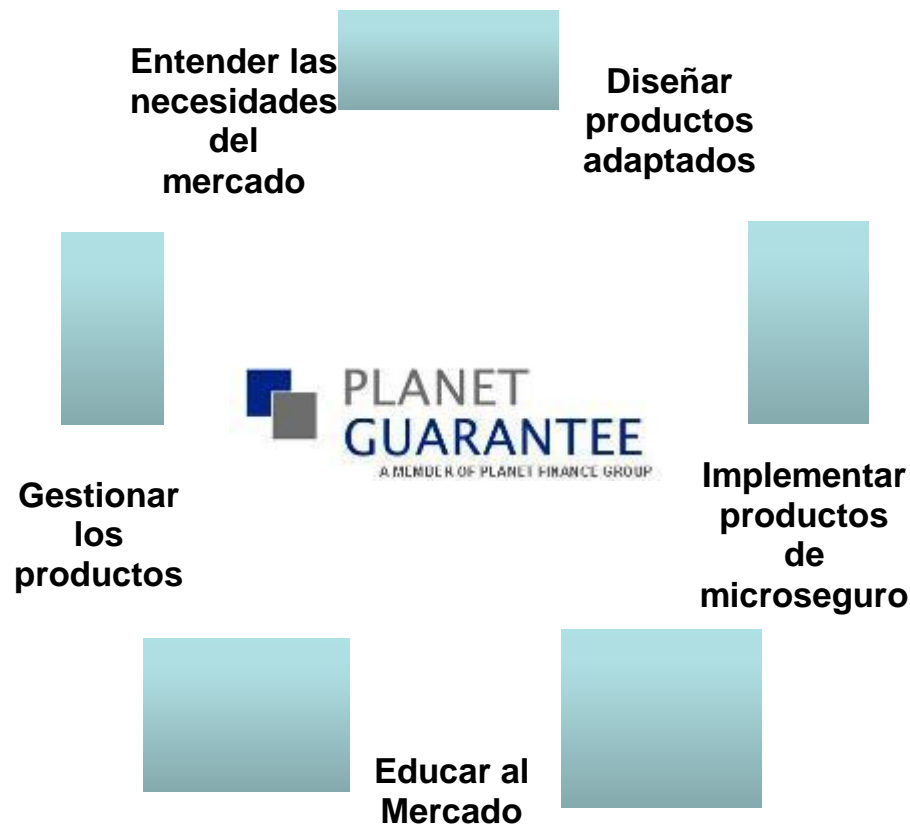 Entender las
necesidades
del
mercado
Diseñar
productos
adaptados
Implementar
productos
de
microseguro
Educar al
Mercado
Gestionar
los
productos
PLANET
GUARANTEE
A MEMBER OF PLANET FINANCE GROUP